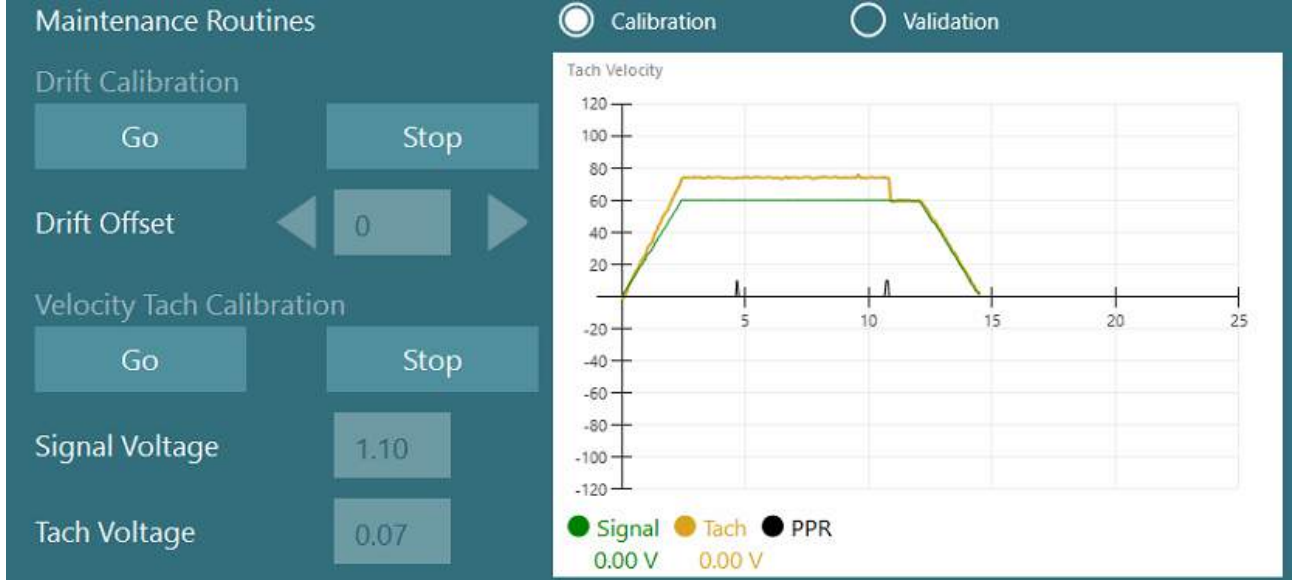 Maintenance Routines
Calibration
Validation
Drift Calibration
Go
Stop
Drift Offset
0
Velocity Tach Calibration
Go
Stop
Signal Voltage
1.10
Tach Voltage
0.07
Tach Velocity
120
100
80
60
40
20
-20
-40
-60
-80
-100
-120
5
10
15
20
25
Signal Tach PPR
0.00 V 0.00 V